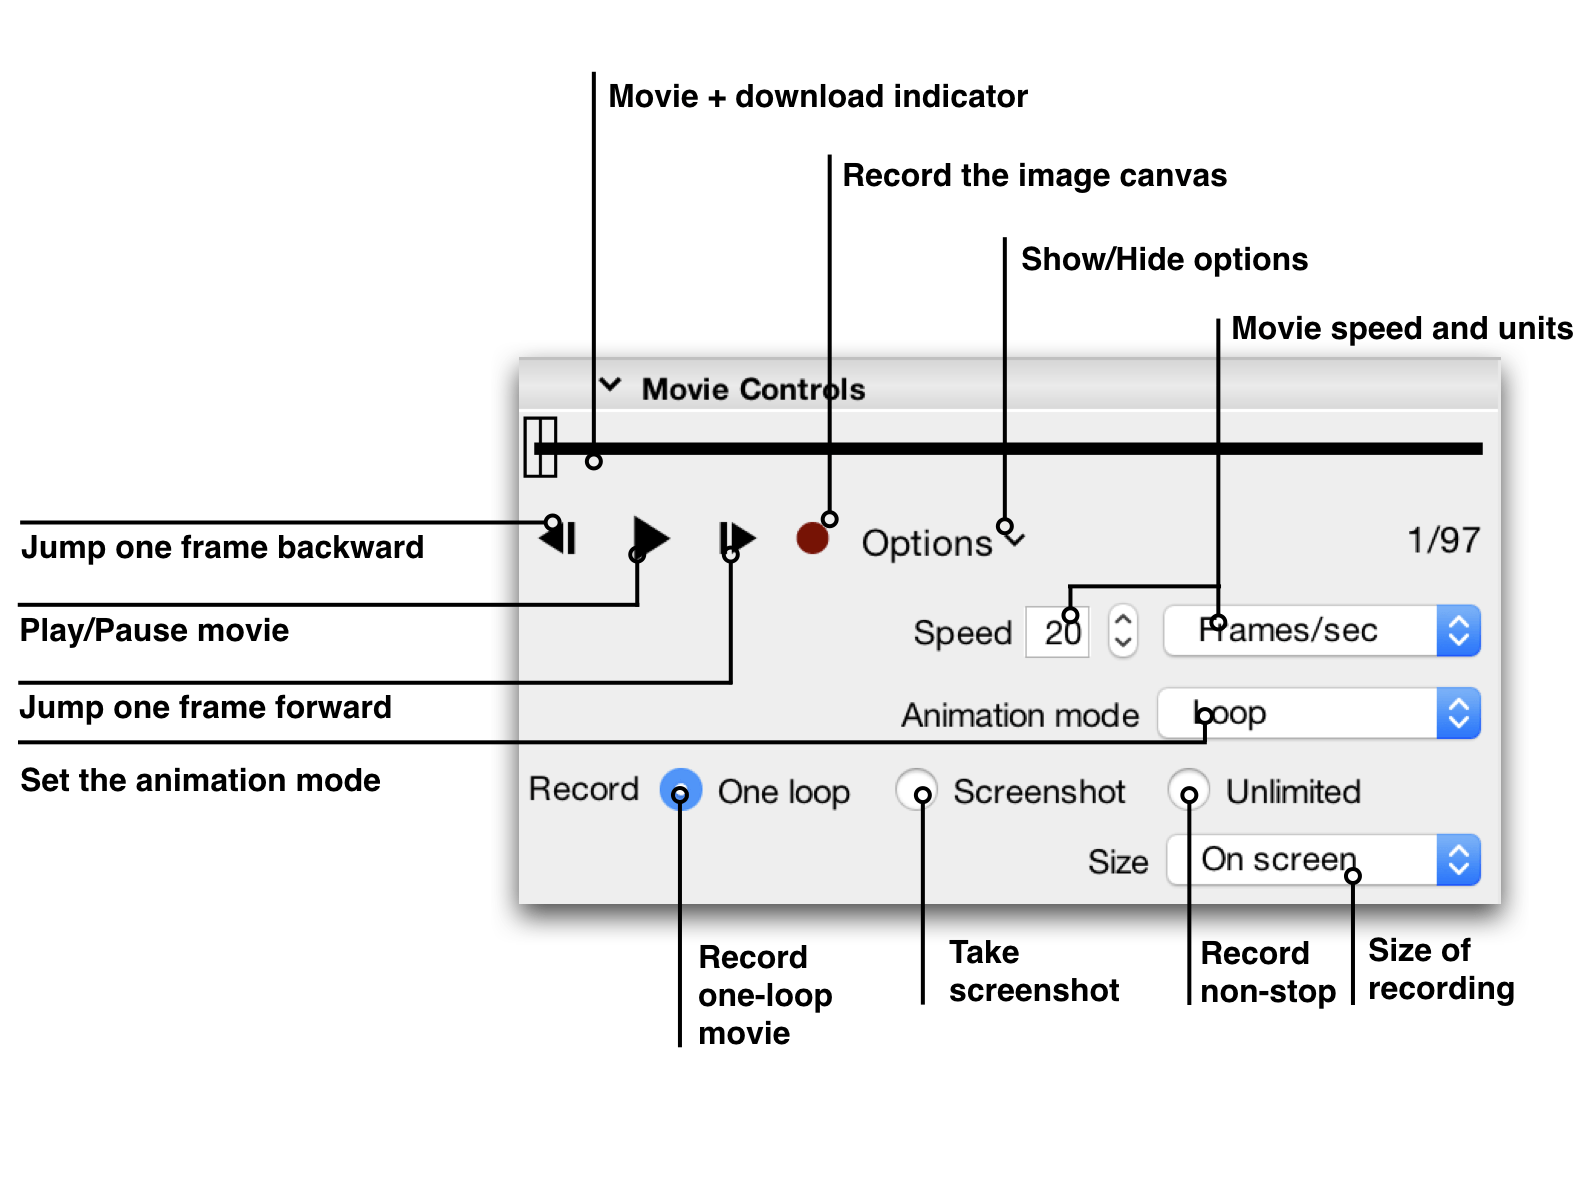 Movie + download indicator
Record the image canvas
Show/Hide options
Movie speed and units
Movie Controls
Jump one frame backward
Options
1/97
Play/Pause movie
Speed 20 Frames/sec
Jump one frame forward
Animation mode Loop
Set the animation mode
Record One loop Screenshot Unlimited
Size On screen
Record
one-loop
movie
Take
screenshot
Record
non-stop
Size of
recording